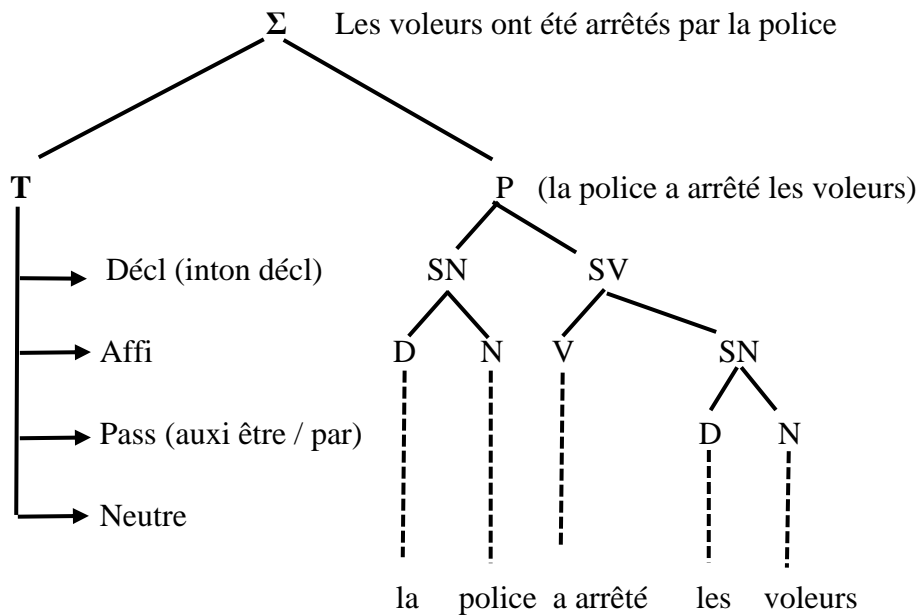 Σ Les voleurs ont été arrêtés par la police
T P (la police a arrêté les voleurs)
Décl (inton décl) SN SV
Affi D N V SN
Pass (auxi être / par) D N
Neutre
la police a arrêté les voleurs